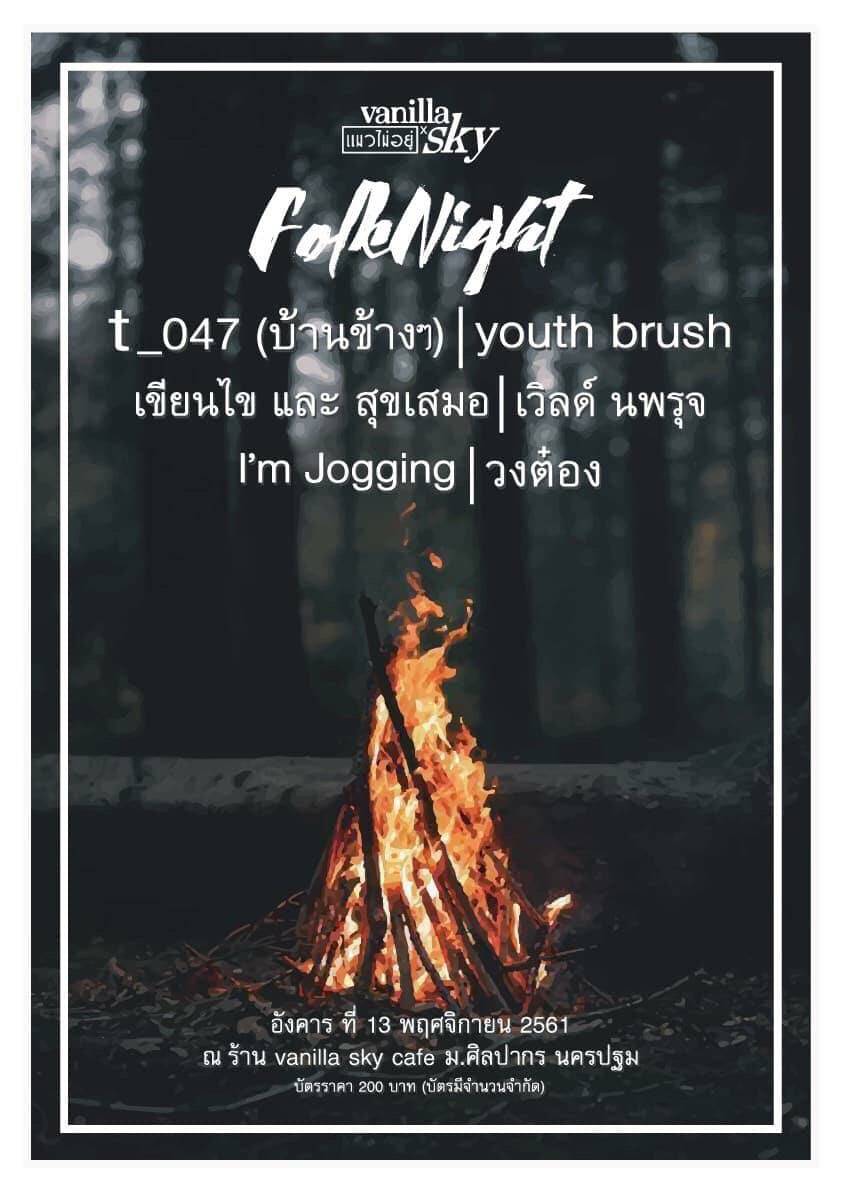 vanilla
แมวไม่อยู่ x sky
FolkNight
t_047 (บ้านข้างๆ) | youth brush
เขียนไข และ สุขเสมอ | เวิลด์ นพรุจ
I'm Jogging | วงต๋อง
อังคาร ที่ 13 พฤศจิกายน 2561
ณ ร้าน vanilla sky cafe ม.ศิลปากร นครปฐม
บัตรราคา 200 บาท (บัตรมีจำนวนจำกัด)